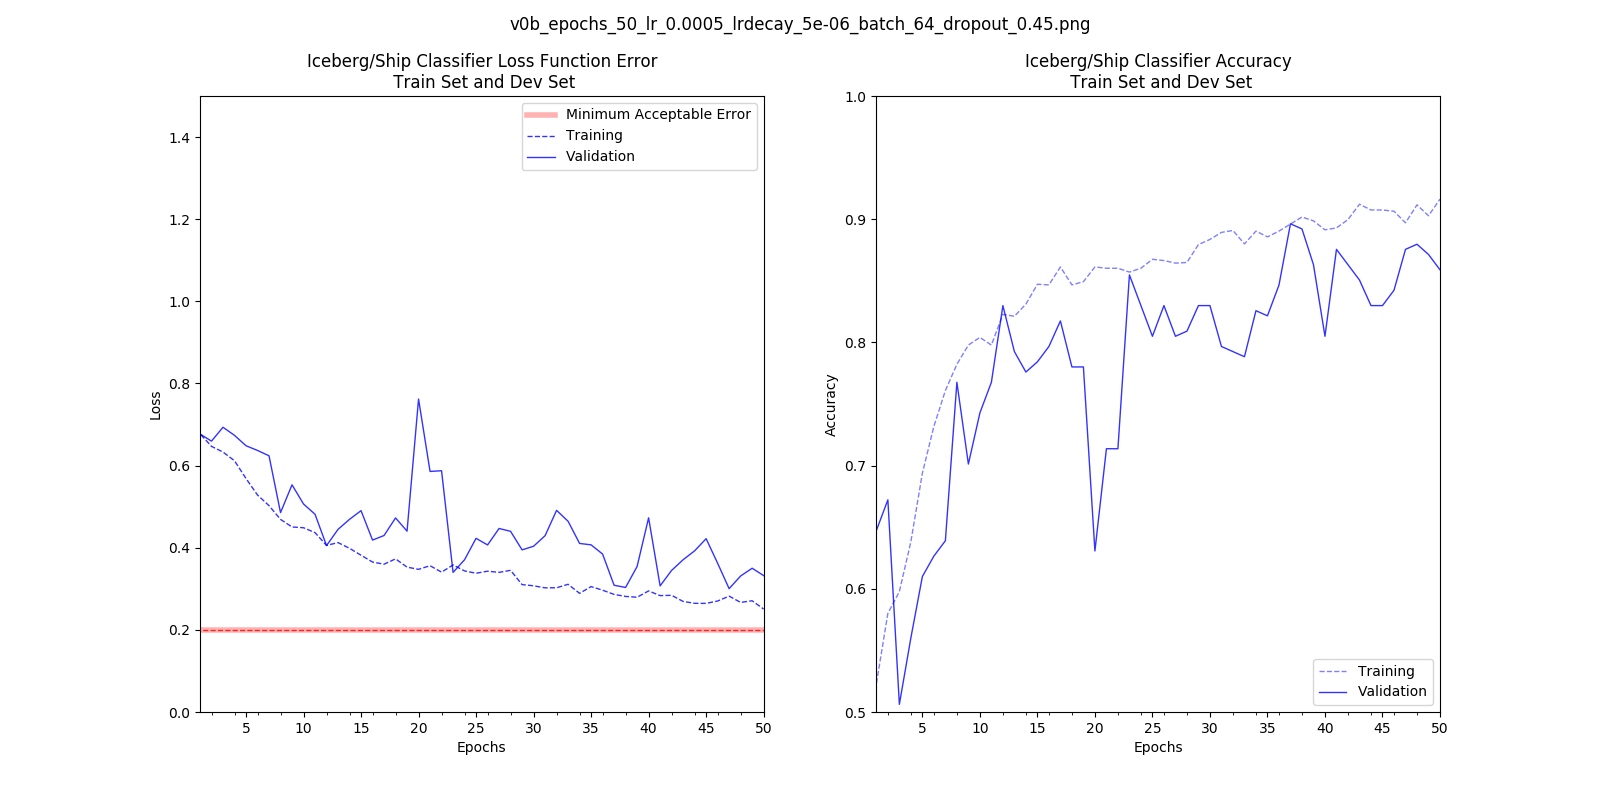 v0b_epochs_50_lr_0.0005_lrdecay_5e-06_batch_64_dropout_0.45.png
Iceberg/Ship Classifier Loss Function Error
Train Set and Dev Set
Minimum Acceptable Error
Training
Validation
1.4
1.2
1.0
0.8
0.6
0.4
0.2
0.0
Loss
5 10 15 20 25 30 35 40 45 50
Epochs
Iceberg/Ship Classifier Accuracy
Train Set and Dev Set
1.0
0.9
0.8
0.7
0.6
0.5
Accuracy
Training
Validation
5 10 15 20 25 30 35 40 45 50
Epochs